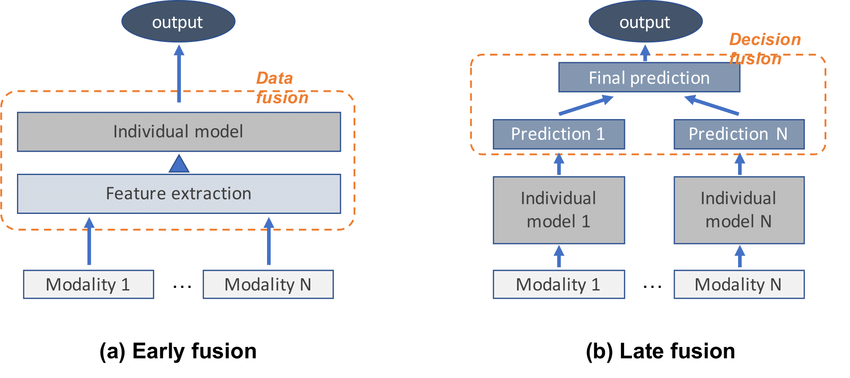 output
Data
fusion
Individual model
Feature extraction
Modality 1
...
Modality N
(a) Early fusion
output
Decision
fusion
Final prediction
Prediction 1
Prediction N
Individual
model 1
Individual
model N
Modality 1
...
Modality N
(b) Late fusion